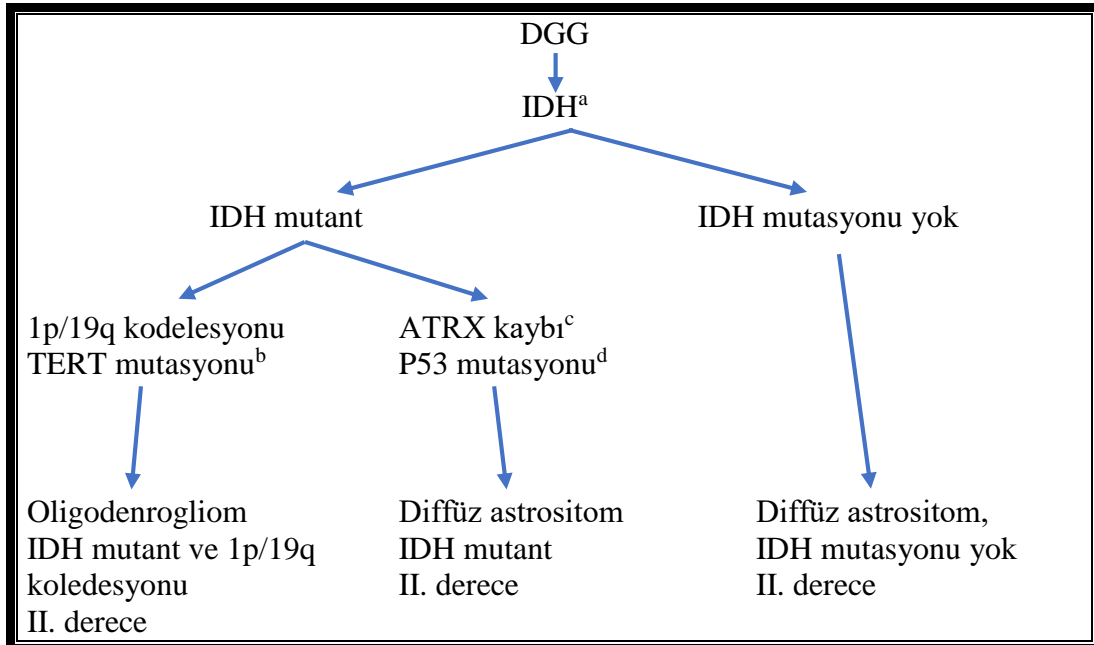 DGG
IDHᵃ
IDH mutant
IDH mutasyonu yok
1p/19q kodelesyonu
TERT mutasyonuᵇ
ATRX kaybıᶜ
P53 mutasyonuᵈ
Oligodenrogliom
IDH mutant ve 1p/19q
koledesyonu
II. derece
Diffüz astrositom
IDH mutant
II. derece
Diffüz astrositom,
IDH mutasyonu yok
II. derece